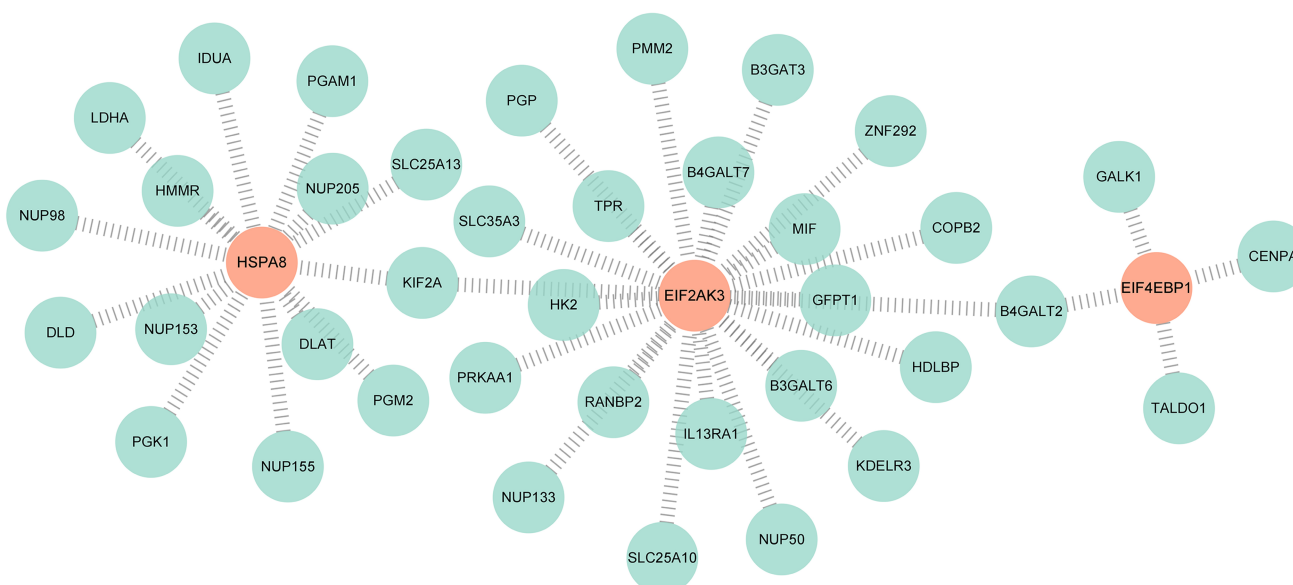 IDUA
PGAM1
LDHA
HMMR
NUP205
SLC25A13
NUP98
HSPA8
KIF2A
DLD
NUP153
DLAT
PGM2
PGK1
NUP155
PMM2
B3GAT3
PGP
ZNF292
B4GALT7
TPR
SLC35A3
MIF
COPB2
HK2
EIF2AK3
GFPT1
B4GALT2
PRKAA1
HDLBP
RANBP2
B3GALT6
IL13RA1
KDELR3
NUP133
SLC25A10
NUP50
GALK1
CENPA
EIF4EBP1
TALDO1